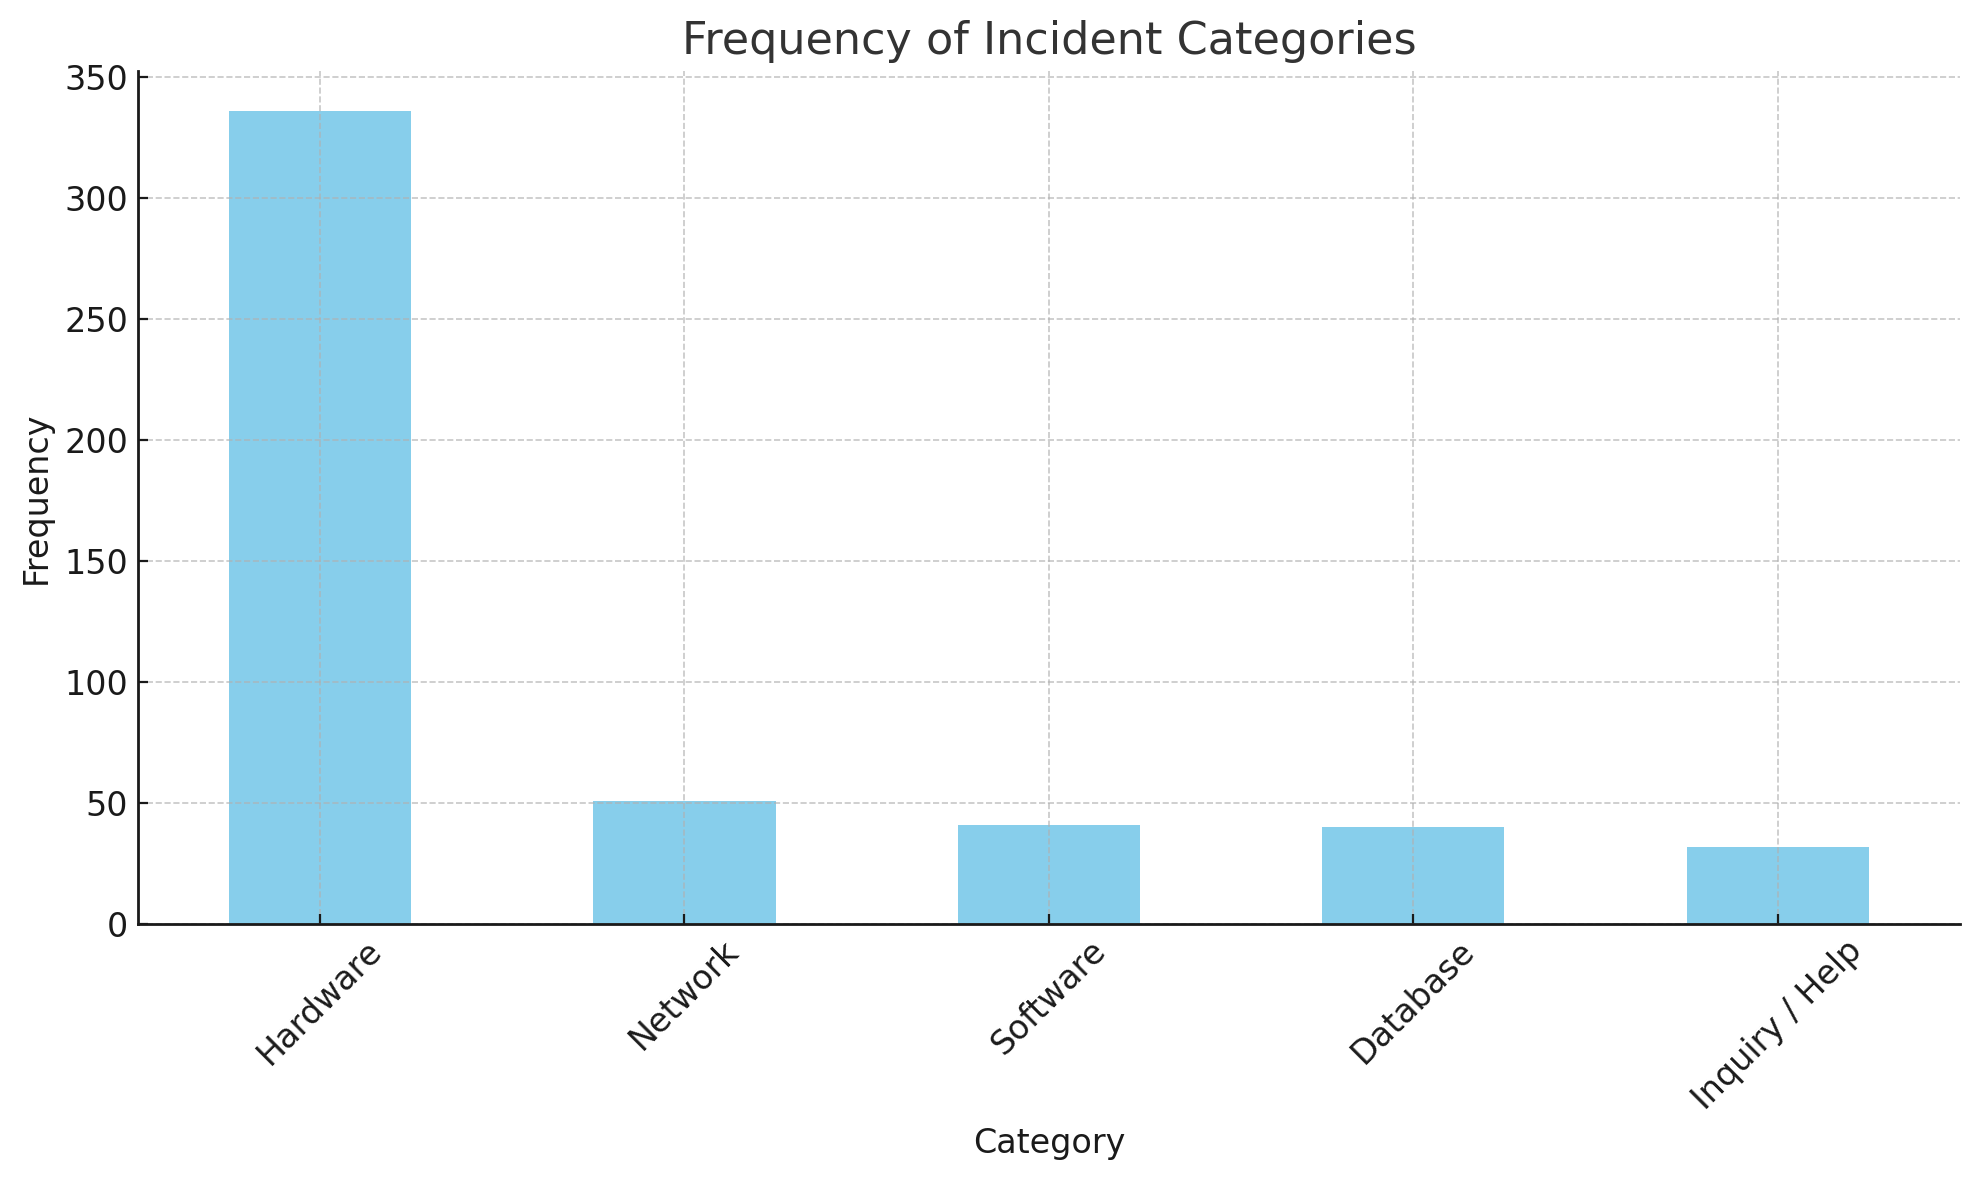 Frequency of Incident Categories
350
300
250
200
150
100
50
0
Frequency
Hardware
Network
Software
Database
Inquiry / Help
Category